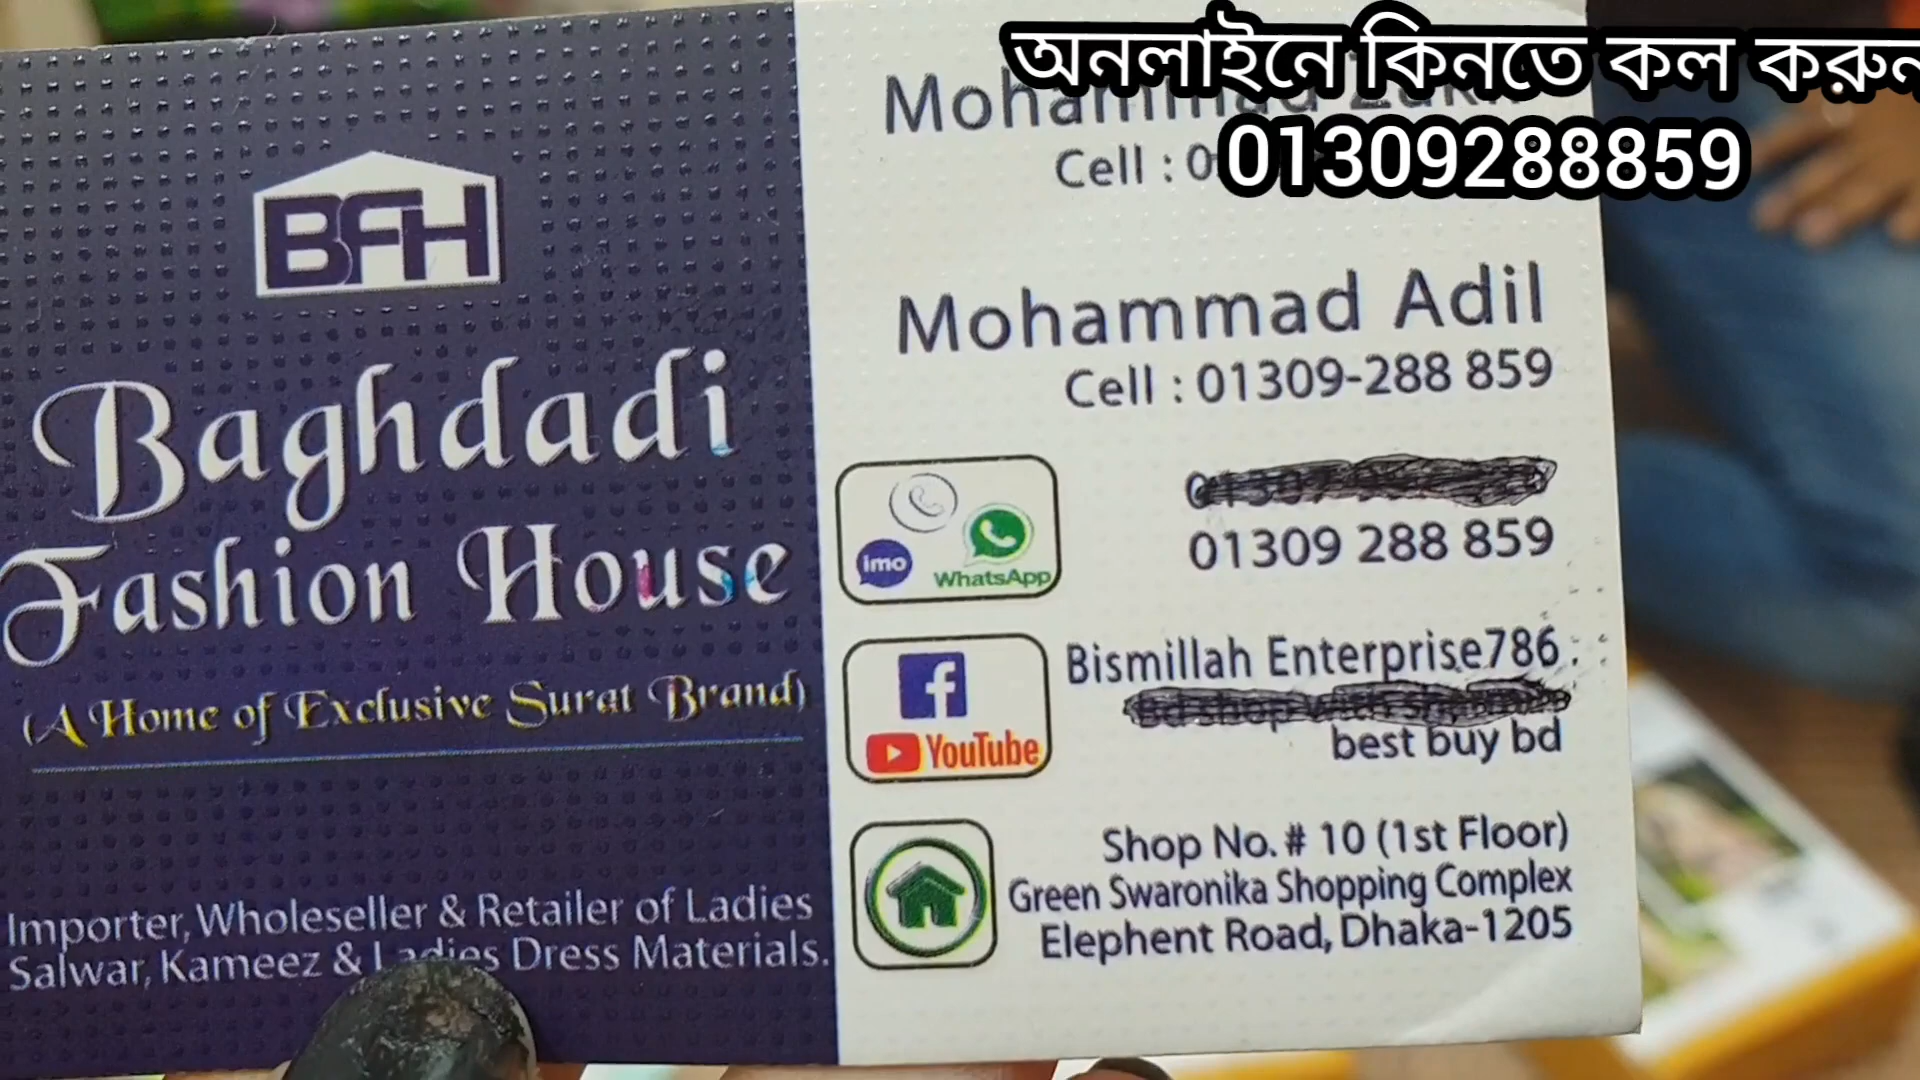 অনলাইনে কিনতে কল করুন
01309288859
BFH
Baghdadi
Fashion House
(A Home of Exclusive Surat Brand)
Importer, Wholeseller & Retailer of Ladies
Salwar, Kameez & Ladies Dress Materials.
Mohammad
Cell : 0
Mohammad Adil
Cell : 01309-288 859
imo
WhatsApp
01309 288 859
YouTube
Bismillah Enterprise786
best buy bd
Shop No. # 10 (1st Floor)
Green Swaronika Shopping Complex
Elephent Road, Dhaka-1205